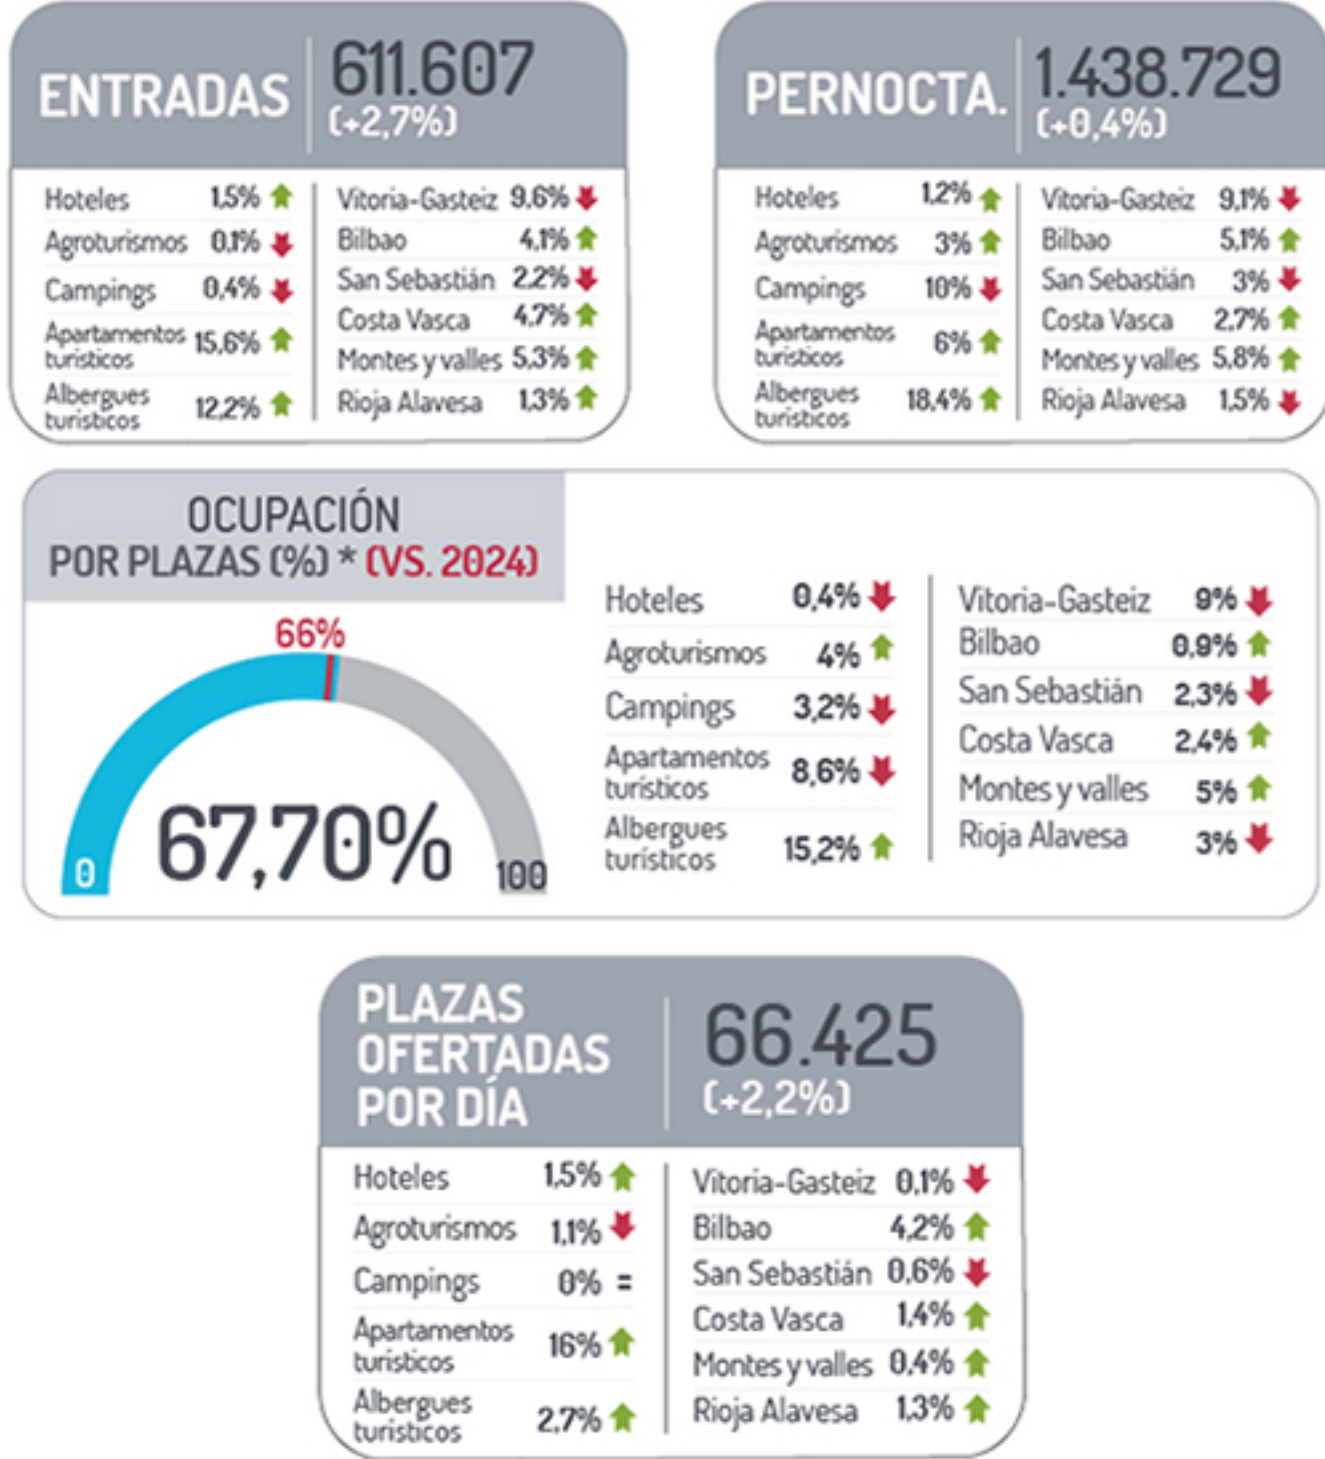 ENTRADAS
611.607
(+2,7%)
Hoteles 1,5%
Agroturismos 0,1%
Campings 0,4%
Apartamentos
turísticos 15,6%
Albergues
turísticos 12,2%
Vitoria-Gasteiz 9,6%
Bilbao 4,1%
San Sebastián 2,2%
Costa Vasca 4,7%
Montes y valles 5,3%
Rioja Alavesa 1,3%
PERNOCTA.
1.438.729
(+0,4%)
Hoteles 1,2%
Agroturismos 3%
Campings 10%
Apartamentos
turísticos 6%
Albergues
turísticos 18,4%
Vitoria-Gasteiz 9,1%
Bilbao 5,1%
San Sebastián 3%
Costa Vasca 2,7%
Montes y valles 5,8%
Rioja Alavesa 1,5%
OCUPACIÓN
POR PLAZAS (%) * (VS. 2024)
66%
67,70%
0
100
Hoteles 0,4%
Agroturismos 4%
Campings 3,2%
Apartamentos
turísticos 8,6%
Albergues
turísticos 15,2%
Vitoria-Gasteiz 9%
Bilbao 0,9%
San Sebastián 2,3%
Costa Vasca 2,4%
Montes y valles 5%
Rioja Alavesa 3%
PLAZAS
OFERTADAS
POR DÍA
66.425
(+2,2%)
Hoteles 1,5%
Agroturismos 1,1%
Campings 0% =
Apartamentos
turísticos 16%
Albergues
turísticos 2,7%
Vitoria-Gasteiz 0,1%
Bilbao 4,2%
San Sebastián 0,6%
Costa Vasca 1,4%
Montes y valles 0,4%
Rioja Alavesa 1,3%